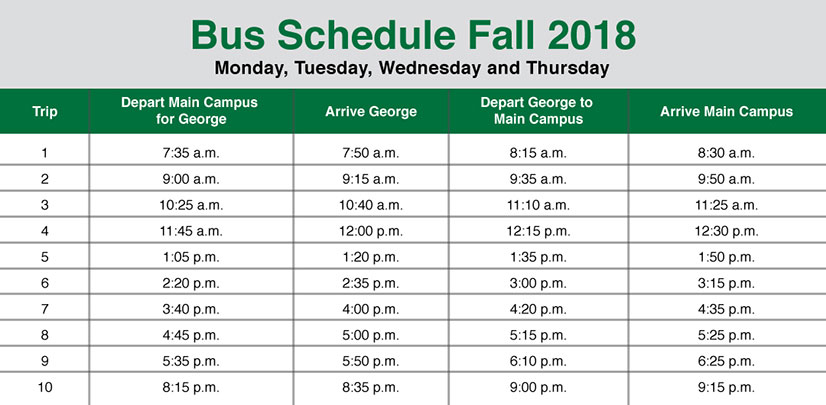 Bus Schedule Fall 2018
Monday, Tuesday, Wednesday and Thursday
Trip Depart Main Campus for George Arrive George Depart George to Main Campus Arrive Main Campus
1 7:35 a.m. 7:50 a.m. 8:15 a.m. 8:30 a.m.
2 9:00 a.m. 9:15 a.m. 9:35 a.m. 9:50 a.m.
3 10:25 a.m. 10:40 a.m. 11:10 a.m. 11:25 a.m.
4 11:45 a.m. 12:00 p.m. 12:15 p.m. 12:30 p.m.
5 1:05 p.m. 1:20 p.m. 1:35 p.m. 1:50 p.m.
6 2:20 p.m. 2:35 p.m. 3:00 p.m. 3:15 p.m.
7 3:40 p.m. 4:00 p.m. 4:20 p.m. 4:35 p.m.
8 4:45 p.m. 5:00 p.m. 5:15 p.m. 5:25 p.m.
9 5:35 p.m. 5:50 p.m. 6:10 p.m. 6:25 p.m.
10 8:15 p.m. 8:35 p.m. 9:00 p.m. 9:15 p.m.